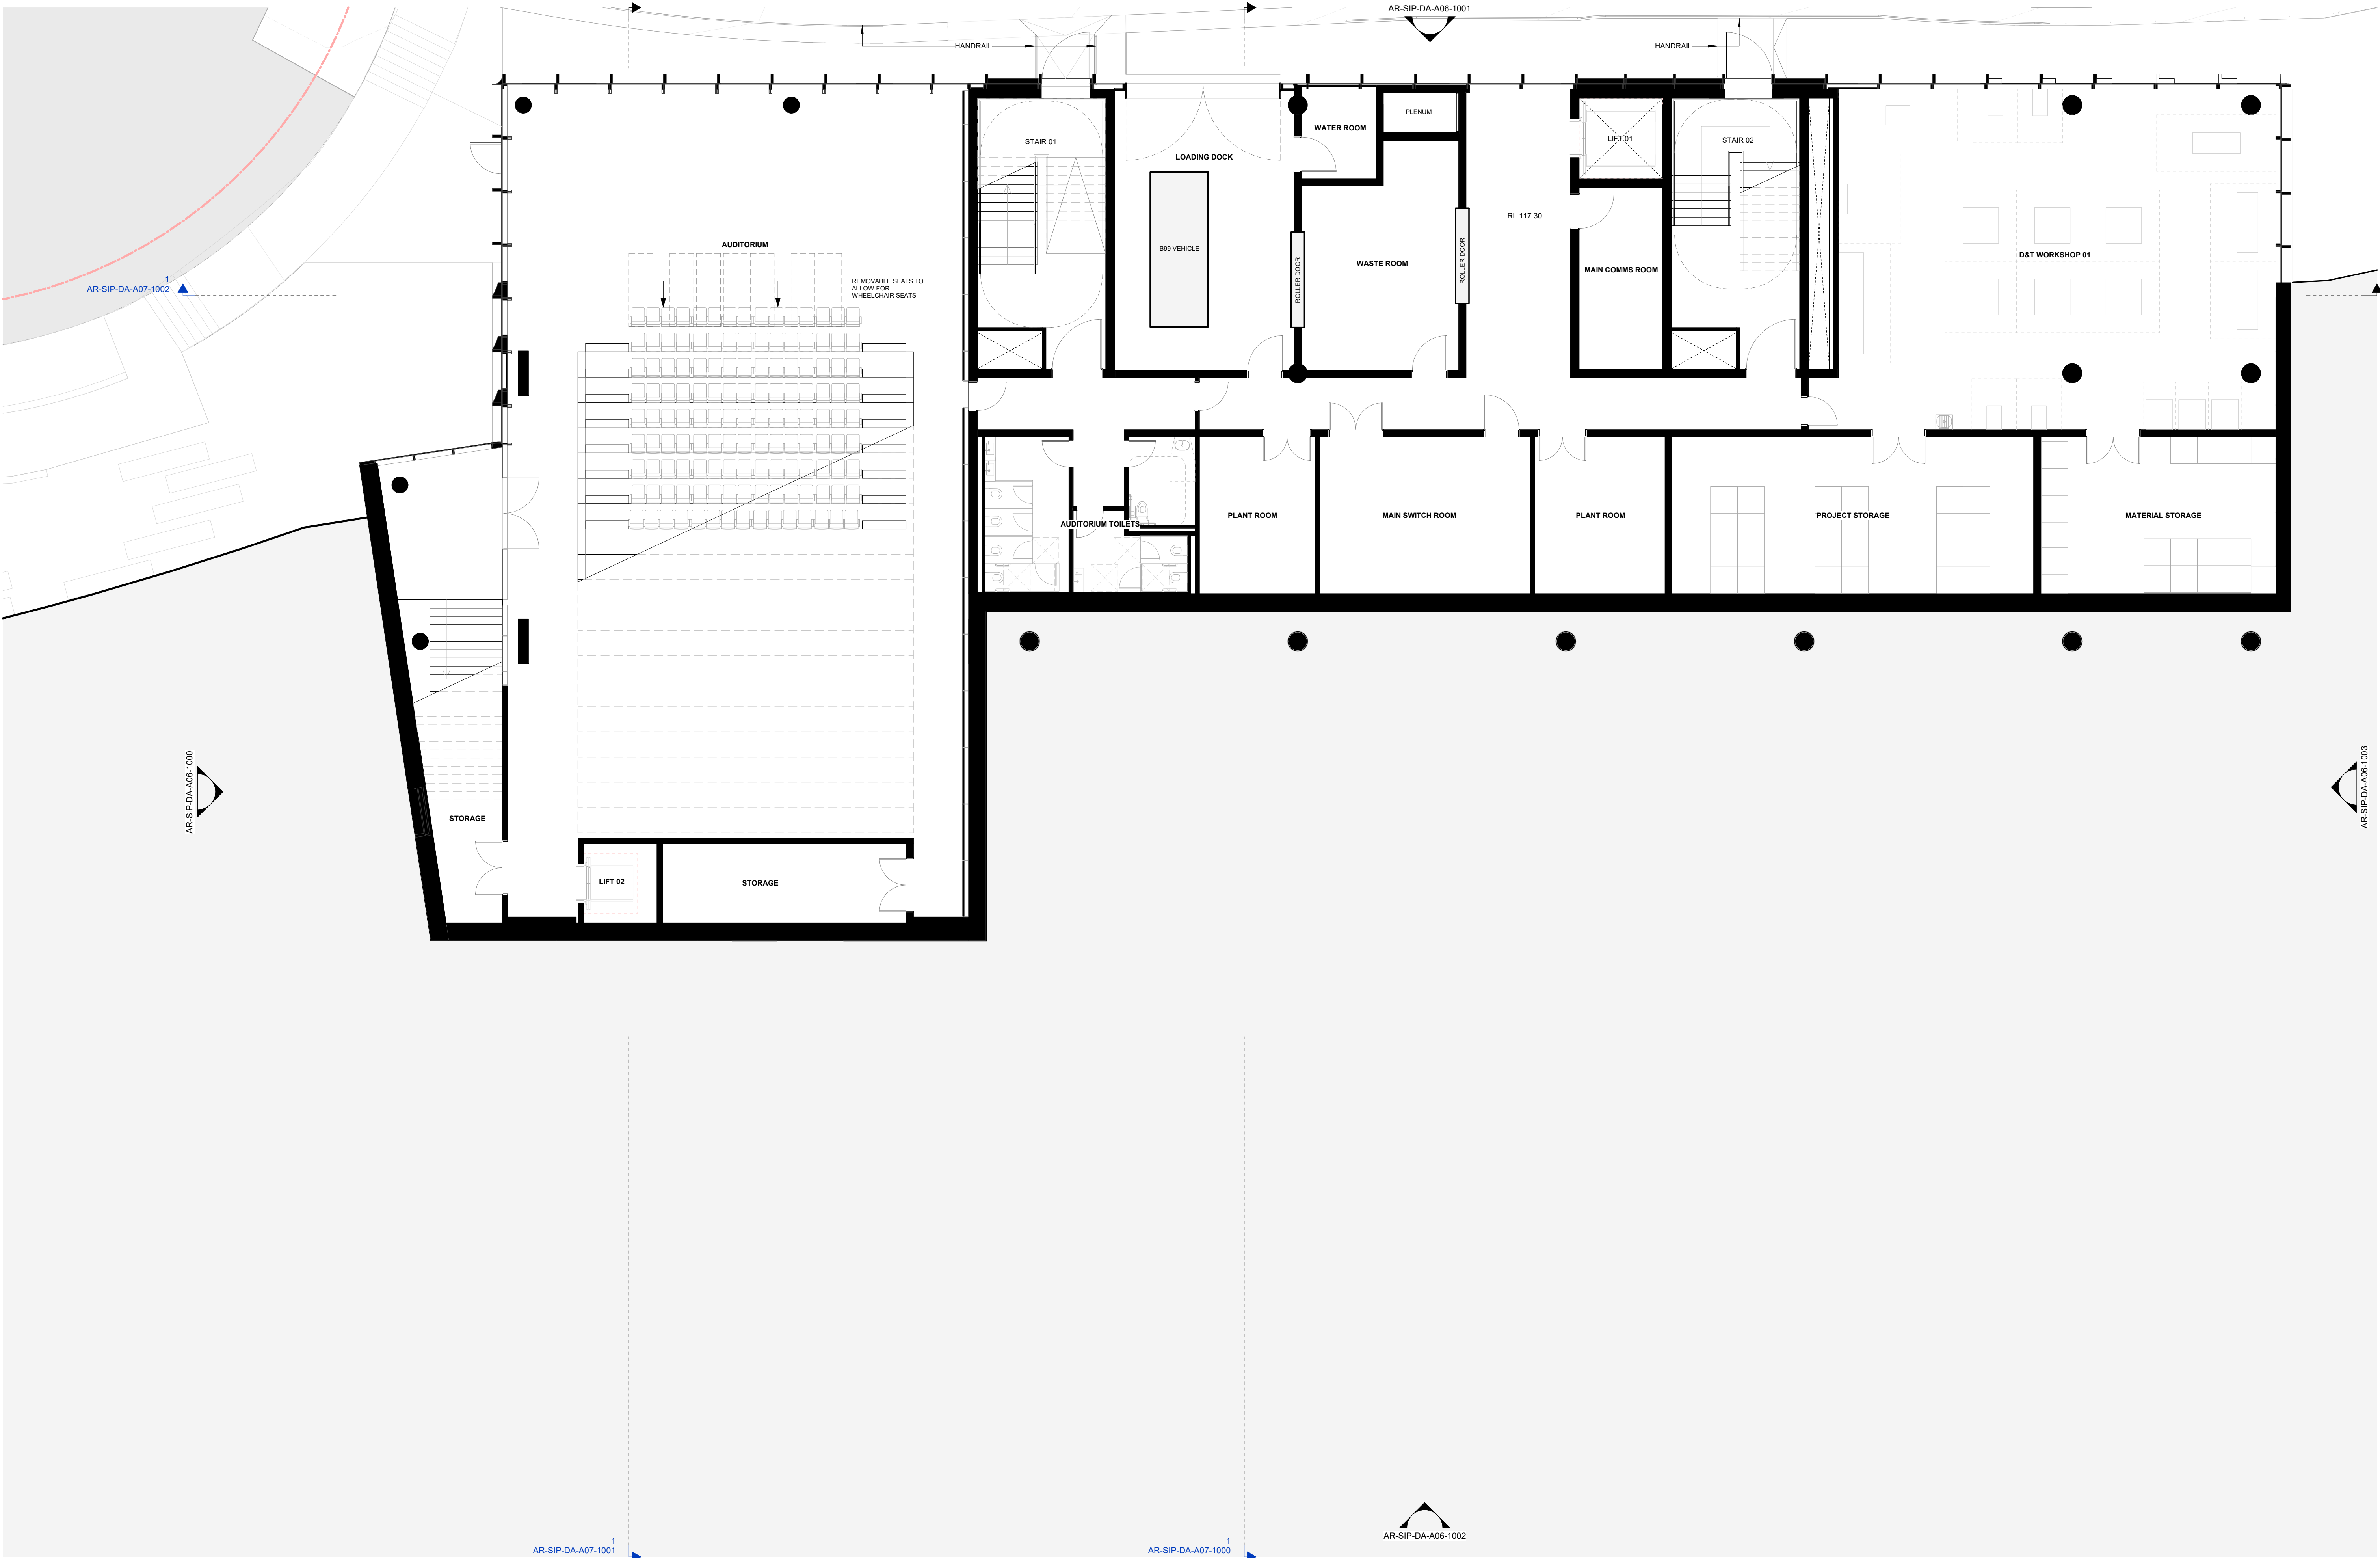 AR-SIP-DA-A06-1001
HANDRAIL
HANDRAIL
PLENUM
WATER ROOM
STAIR 01
LIFT 01
STAIR 02
LOADING DOCK
RL 117.30
AUDITORIUM
B99 VEHICLE
ROLLER DOOR
WASTE ROOM
ROLLER DOOR
MAIN COMMS ROOM
D&T WORKSHOP 01
1
AR-SIP-DA-A07-1002
REMOVABLE SEATS TO
ALLOW FOR
WHEELCHAIR SEATS
AUDITORIUM TOILETS
PLANT ROOM
MAIN SWITCH ROOM
PLANT ROOM
PROJECT STORAGE
MATERIAL STORAGE
AR-SIP-DA-A06-1000
AR-SIP-DA-A06-1003
STORAGE
LIFT 02
STORAGE
AR-SIP-DA-A06-1002
1
AR-SIP-DA-A07-1001
1
AR-SIP-DA-A07-1000